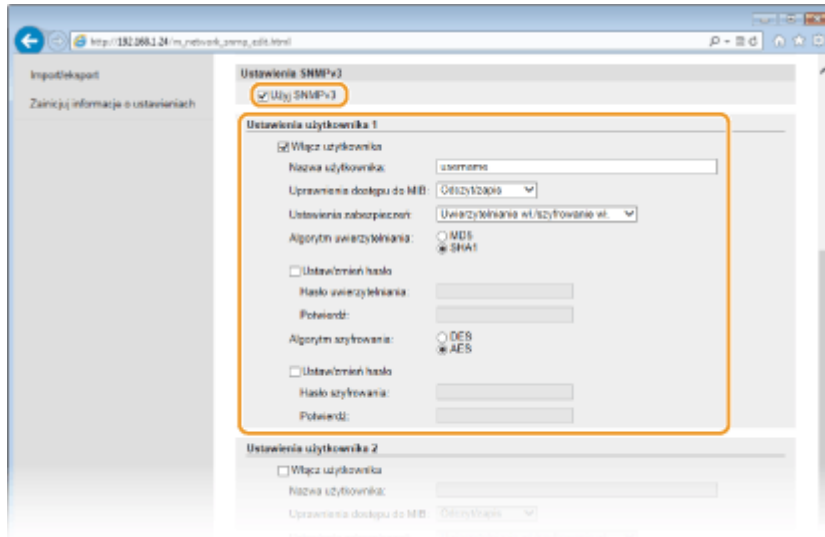 http://192.168.1.24/m_network_snmp_edit.html
Import/eksport
Zainicjuj informacje o ustawieniach
Ustawienia SNMPv3
Użyj SNMPv3
Ustawienia użytkownika 1
Włącz użytkownika
Nazwa użytkownika: username
Uprawnienia dostępu do MIB: Odczyt/zapis
Ustawienia zabezpieczeń: Uwierzytelnianie wł./szyfrowanie wł.
Algorytm uwierzytelniania: MD5
SHA1
Ustaw/zmień hasło
Hasło uwierzytelniania:
Potwierdź:
Algorytm szyfrowania: DES
AES
Ustaw/zmień hasło
Hasło szyfrowania:
Potwierdź:
Ustawienia użytkownika 2
Włącz użytkownika
Nazwa użytkownika:
Uprawnienia dostępu do MIB: Odczyt/zapis